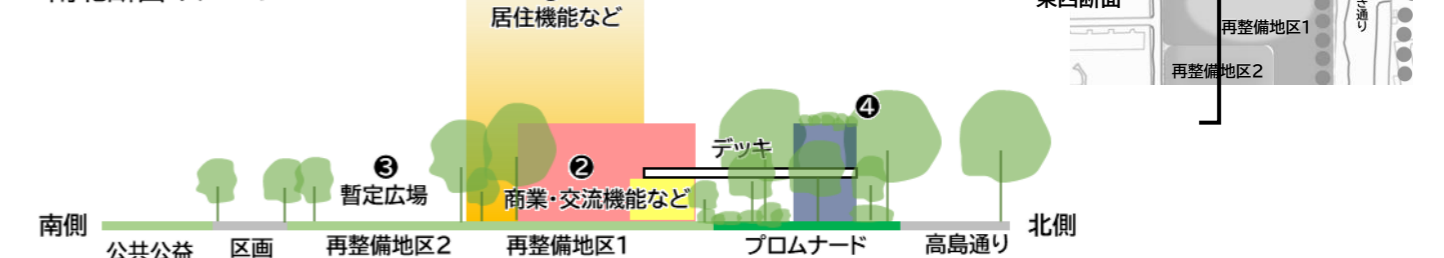 居住機能など
東西断面
再整備地区1
再整備地区2
❹
デッキ
❸
暫定広場
❷
商業・交流機能など
南側
北側
公共公益
区画
再整備地区2
再整備地区1
プロムナード
高島通り